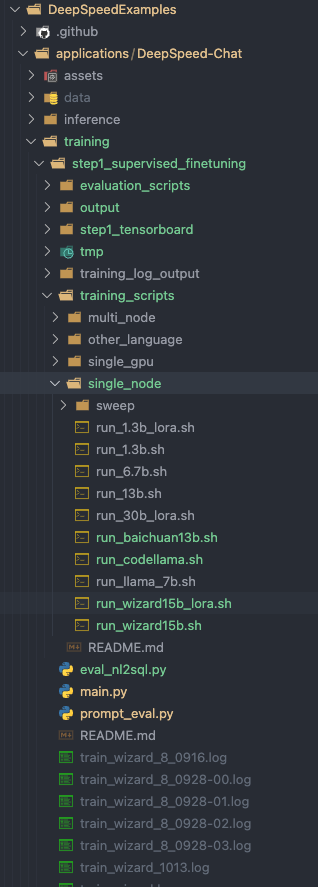 DeepSpeedExamples
.github
applications/DeepSpeed-Chat
assets
data
inference
training
step1_supervised_finetuning
evaluation_scripts
output
step1_tensorboard
tmp
training_log_output
training_scripts
multi_node
other_language
single_gpu
single_node
sweep
run_1.3b_lora.sh
run_1.3b.sh
run_6.7b.sh
run_13b.sh
run_30b_lora.sh
run_baichuan13b.sh
run_codellama.sh
run_llama_7b.sh
run_wizard15b_lora.sh
run_wizard15b.sh
README.md
eval_nl2sql.py
main.py
prompt_eval.py
README.md
train_wizard_8_0916.log
train_wizard_8_0928-00.log
train_wizard_8_0928-01.log
train_wizard_8_0928-02.log
train_wizard_8_0928-03.log
train_wizard_1013.log